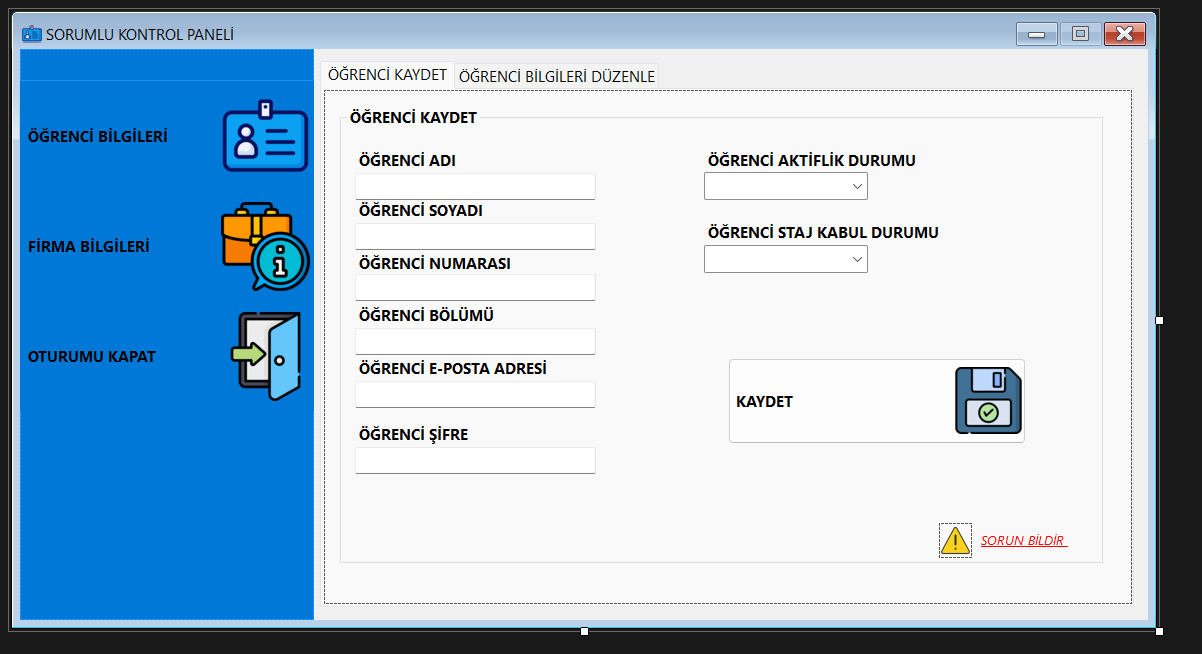 SORUMLU KONTROL PANELİ
ÖĞRENCİ BİLGİLERİ
FİRMA BİLGİLERİ
OTURUMU KAPAT
ÖĞRENCİ KAYDET
ÖĞRENCİ BİLGİLERİ DÜZENLE
ÖĞRENCİ KAYDET
ÖĞRENCİ ADI
ÖĞRENCİ SOYADI
ÖĞRENCİ NUMARASI
ÖĞRENCİ BÖLÜMÜ
ÖĞRENCİ E-POSTA ADRESİ
ÖĞRENCİ ŞİFRE
ÖĞRENCİ AKTİFLİK DURUMU
ÖĞRENCİ STAJ KABUL DURUMU
KAYDET
SORUN BİLDİR